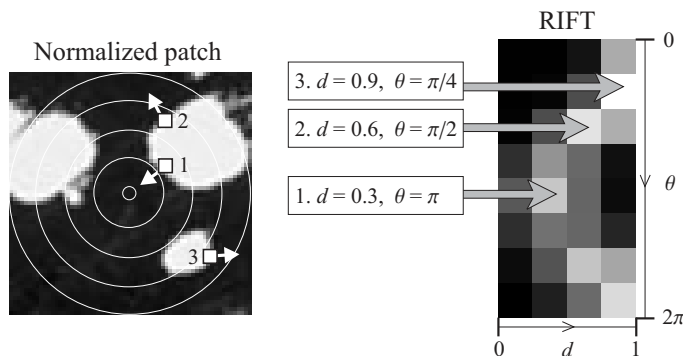 Normalized patch
2
1
3
RIFT
0
3. d = 0.9, θ = π/4
2. d = 0.6, θ = π/2
1. d = 0.3, θ = π
θ
2π
0
d
1